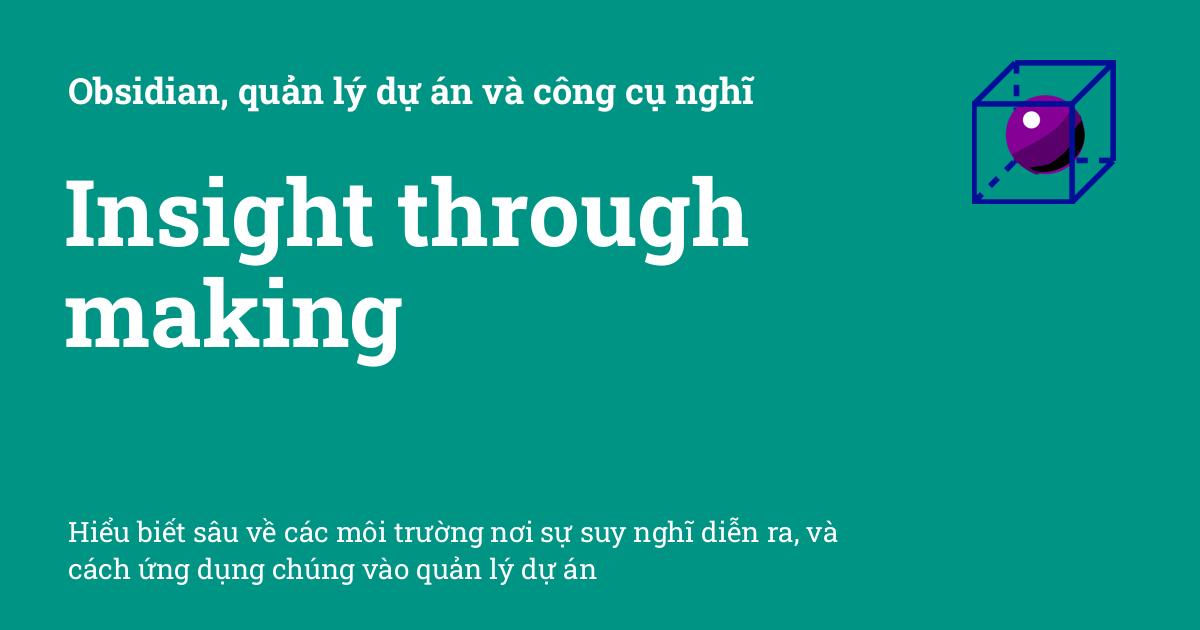 Obsidian, quản lý dự án và công cụ nghĩ
Insight through
making
Hiểu biết sâu về các môi trường nơi sự suy nghĩ diễn ra, và
cách ứng dụng chúng vào quản lý dự án